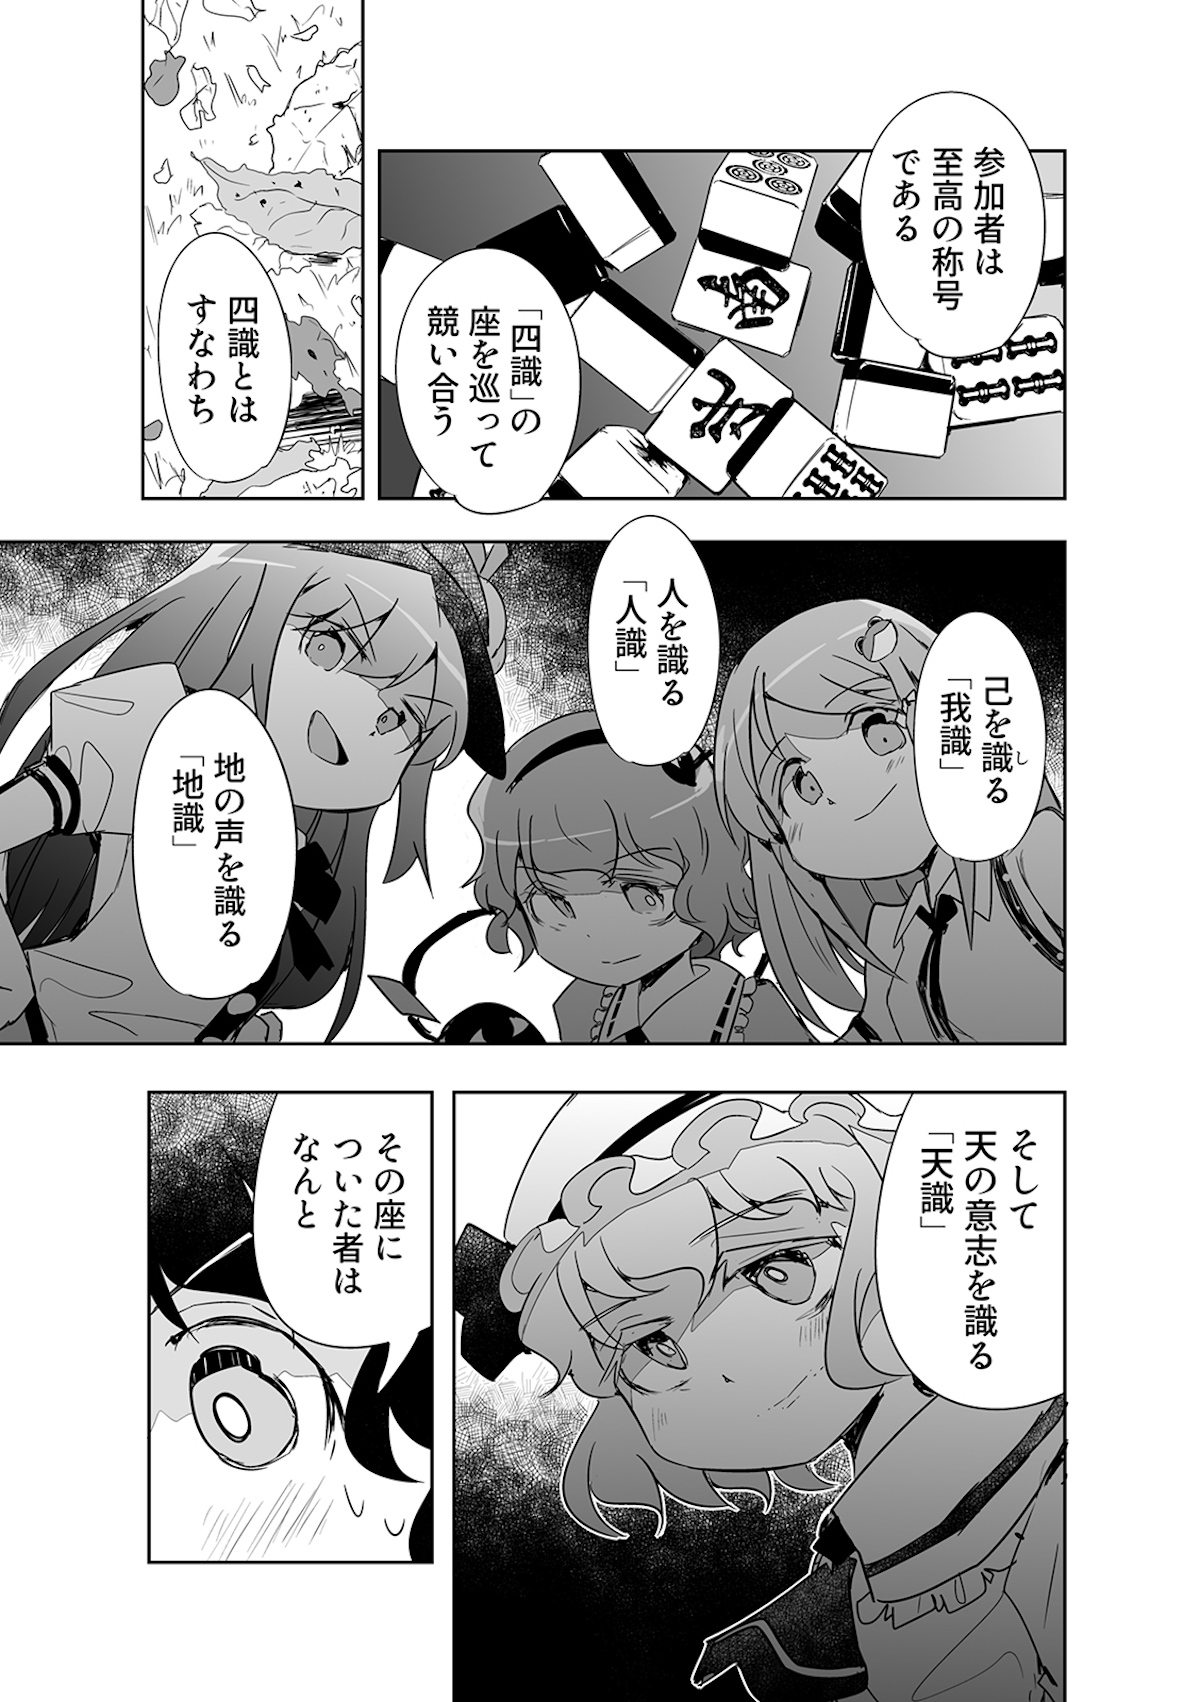 参加者は
至高の称号
である
「四識」の
座を巡って
競い合う
四識とは
すなわち
己を識る
し
「我識」
人を識る
「人識」
地の声を識る
「地識」
そして
天の意志を識る
「天識」
その座に
ついた者は
なんと